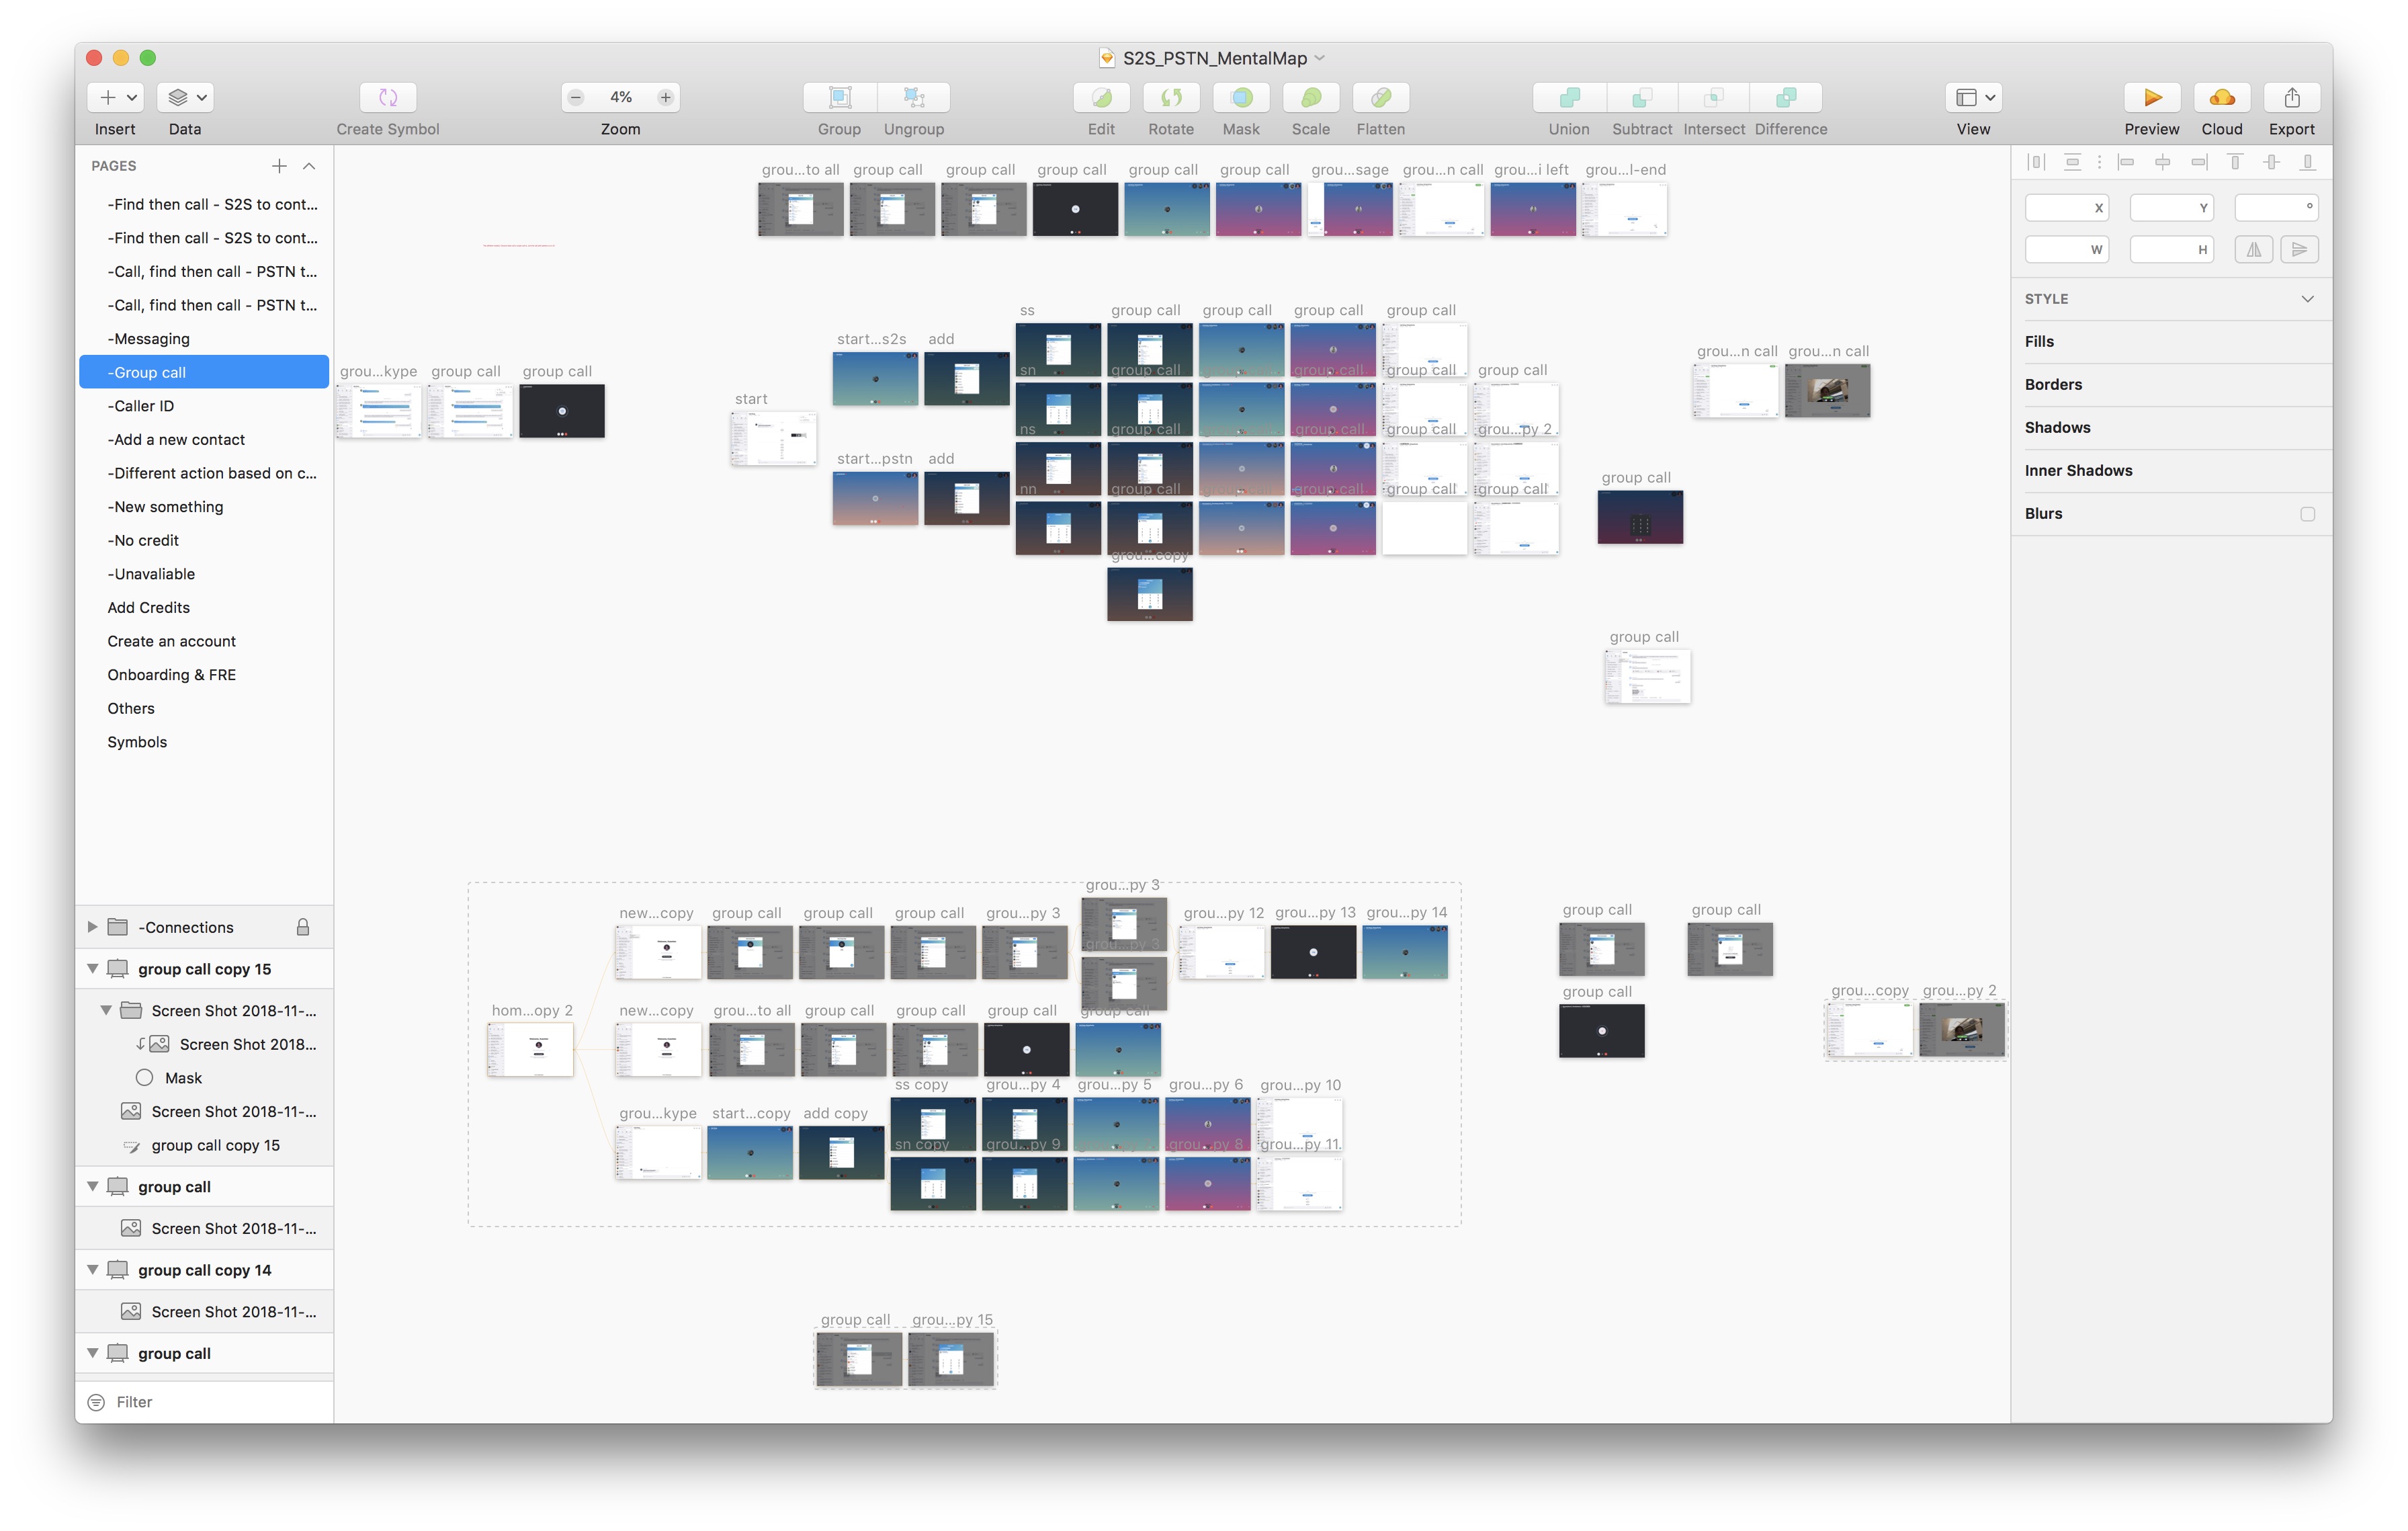 S2S_PSTN_MentalMap
4%
Insert
Data
Create Symbol
Zoom
Group
Ungroup
Edit
Rotate
Mask
Scale
Flatten
Union
Subtract
Intersect
Difference
View
Preview
Cloud
Export
PAGES
-Find then call - S2S to cont...
-Find then call - S2S to cont...
-Call, find then call - PSTN t...
-Call, find then call - PSTN t...
-Messaging
-Group call
-Caller ID
-Add a new contact
-Different action based on c...
-New something
-No credit
-Unavaliable
Add Credits
Create an account
Onboarding & FRE
Others
Symbols
-Connections
group call copy 15
Screen Shot 2018-11-...
Screen Shot 2018...
Mask
Screen Shot 2018-11-...
group call copy 15
group call
Screen Shot 2018-11-...
group call copy 14
Screen Shot 2018-11-...
group call
Filter
grou...to all
group call
group call
group call
group call
group call
grou...sage
grou...n call
grou...i left
grou...l-end
grou...kype
group call
group call
start
start...s2s
add
start...pstn
add
ss
group call
group call
group call
group call
sn
group call
group call
group call
group call
group call
ns
group call
group call
group call
group call
grou...py 2
nn
group call
group call
group call
group call
group call
grou...copy
grou...n call
grou...n call
group call
group call
hom...opy 2
new...copy
group call
group call
group call
grou...py 3
grou...py 3
grou...py 3
grou...py 12
grou...py 13
grou...py 14
new...copy
grou...to all
group call
group call
group call
group call
grou...kype
start...copy
add copy
ss copy
grou...py 4
grou...py 5
grou...py 6
grou...py 10
sn copy
grou...py 9
grou...py 8
grou...py 11
group call
group call
group call
grou...copy
grou...py 2
group call
grou...py 15
X
Y
°
W
H
STYLE
Fills
Borders
Shadows
Inner Shadows
Blurs